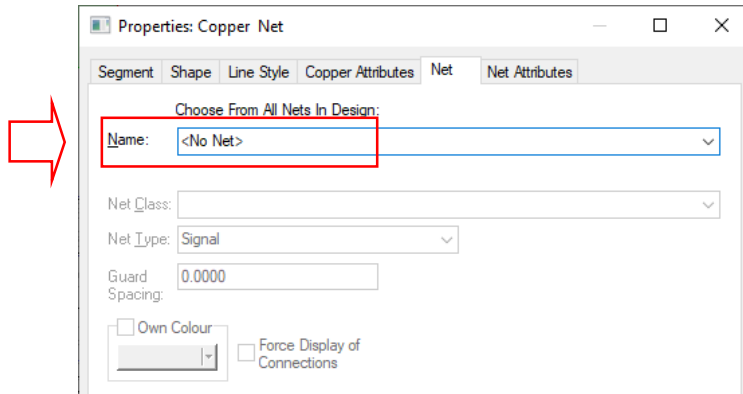 Properties: Copper Net
Segment Shape Line Style Copper Attributes Net Net Attributes
Choose From All Nets In Design:
Name: <No Net>
Net Class:
Net Type: Signal
Guard Spacing: 0.0000
Own Colour
Force Display of
Connections